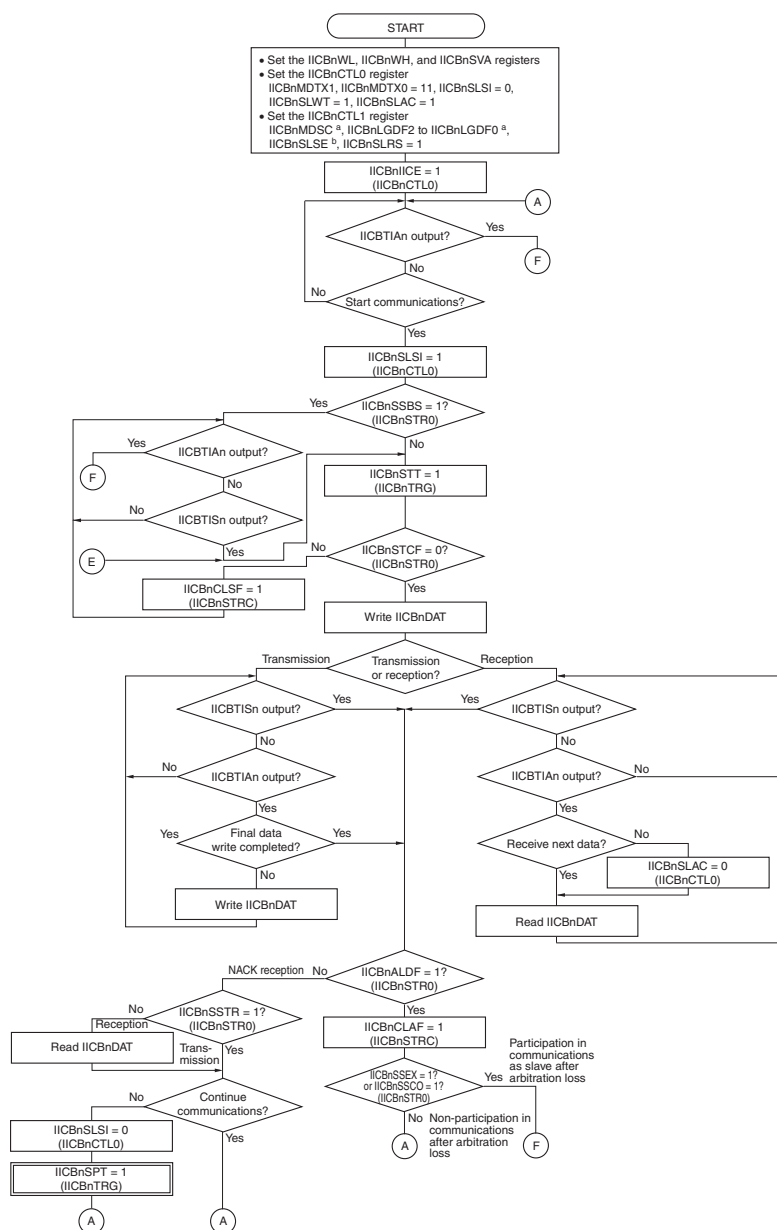 START
• Set the IICBnWL, IICBnWH, and IICBnSVA registers
• Set the IICBnCTL0 register
IICBnMDTX1, IICBnMDTX0 = 11, IICBnSLSI = 0,
IICBnSLWT = 1, IICBnSLAC = 1
• Set the IICBnCTL1 register
IICBnMDSC a, IICBnLGDF2 to IICBnLGDF0 a,
IICBnSLSE b, IICBnSLRS = 1
IICBnIICE = 1
(IICBnCTL0)
A
IICBTIAn output?
Yes
F
No
No
Start communications?
Yes
IICBnSLSI = 1
(IICBnCTL0)
Yes
IICBnSSBS = 1?
(IICBnSTR0)
No
Yes
IICBTIAn output?
F
No
IICBnSTT = 1
(IICBnTRG)
No
IICBTISn output?
Yes
E
No
IICBnSTCF = 0?
(IICBnSTR0)
Yes
IICBnCLSF = 1
(IICBnSTRC)
Write IICBnDAT
Transmission
Transmission
or reception?
Reception
IICBTISn output?
Yes
Yes
IICBTISn output?
No
No
No
IICBTIAn output?
IICBTIAn output?
No
Yes
Yes
Yes
Final data
write completed?
Yes
Receive next data?
No
No
Yes
IICBnSLAC = 0
(IICBnCTL0)
Write IICBnDAT
Read IICBnDAT
NACK reception
No
IICBnALDF = 1?
(IICBnSTR0)
Yes
No
IICBnSSTR = 1?
(IICBnSTR0)
Reception
Read IICBnDAT
Trans-
mission
Yes
IICBnCLAF = 1
(IICBnSTRC)
IICBnSSEX = 1?
or IICBnSSCO = 1?
(IICBnSTR0)
Yes
Participation in
communications
as slave after
arbitration loss
No
Continue
communications?
Yes
No
Non-participation in
communications
after arbitration
loss
A
F
IICBnSLSI = 0
(IICBnCTL0)
IICBnSPT = 1
(IICBnTRG)
A
A